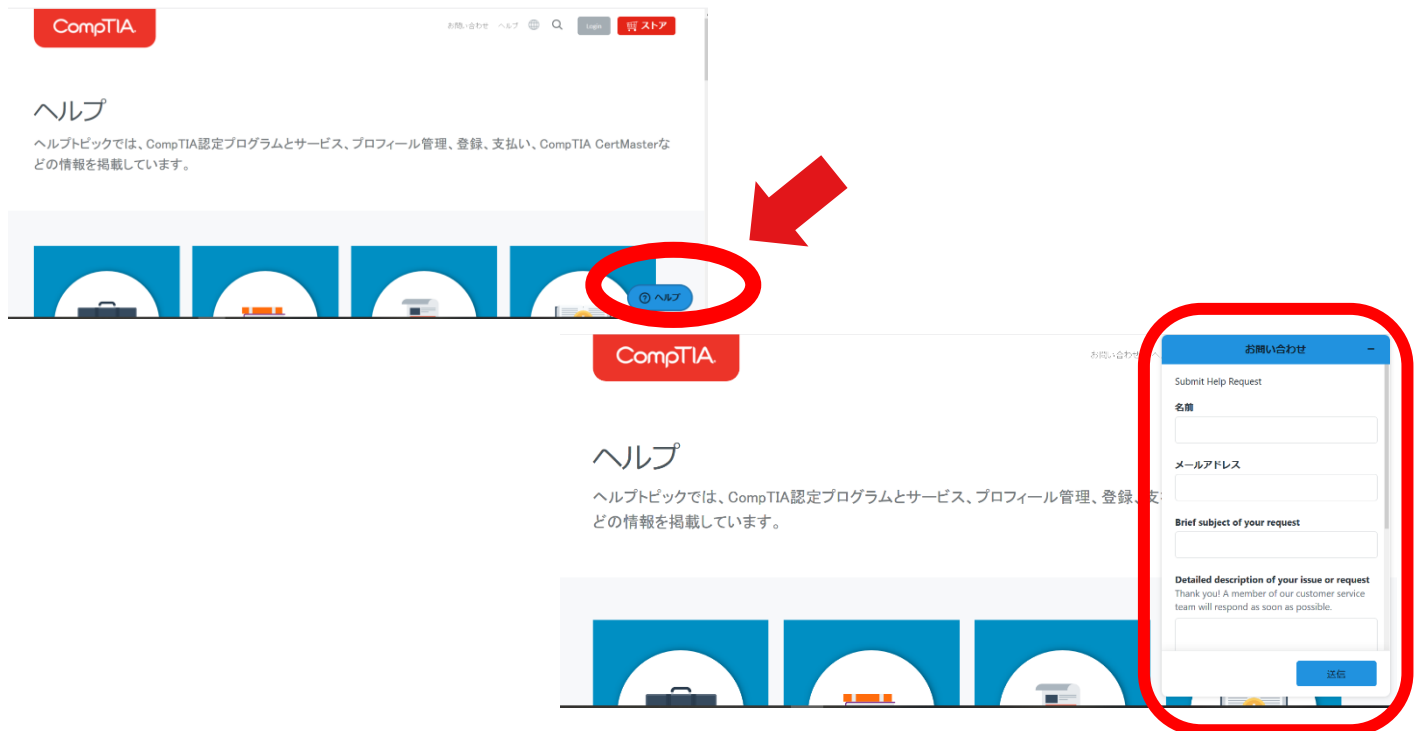 CompTIA.
お問い合わせ ヘルプ Login ストア
ヘルプ
ヘルプトピックでは、CompTIA認定プログラムとサービス、プロフィール管理、登録、支払い、CompTIA CertMasterな
どの情報を掲載しています。
ヘルプ
CompTIA.
お問い合わせ
ヘルプ
ヘルプトピックでは、CompTIA認定プログラムとサービス、プロフィール管理、登録、支
どの情報を掲載しています。
お問い合わせ
Submit Help Request
名前
メールアドレス
Brief subject of your request
Detailed description of your issue or request
Thank you! A member of our customer service
team will respond as soon as possible.
送信